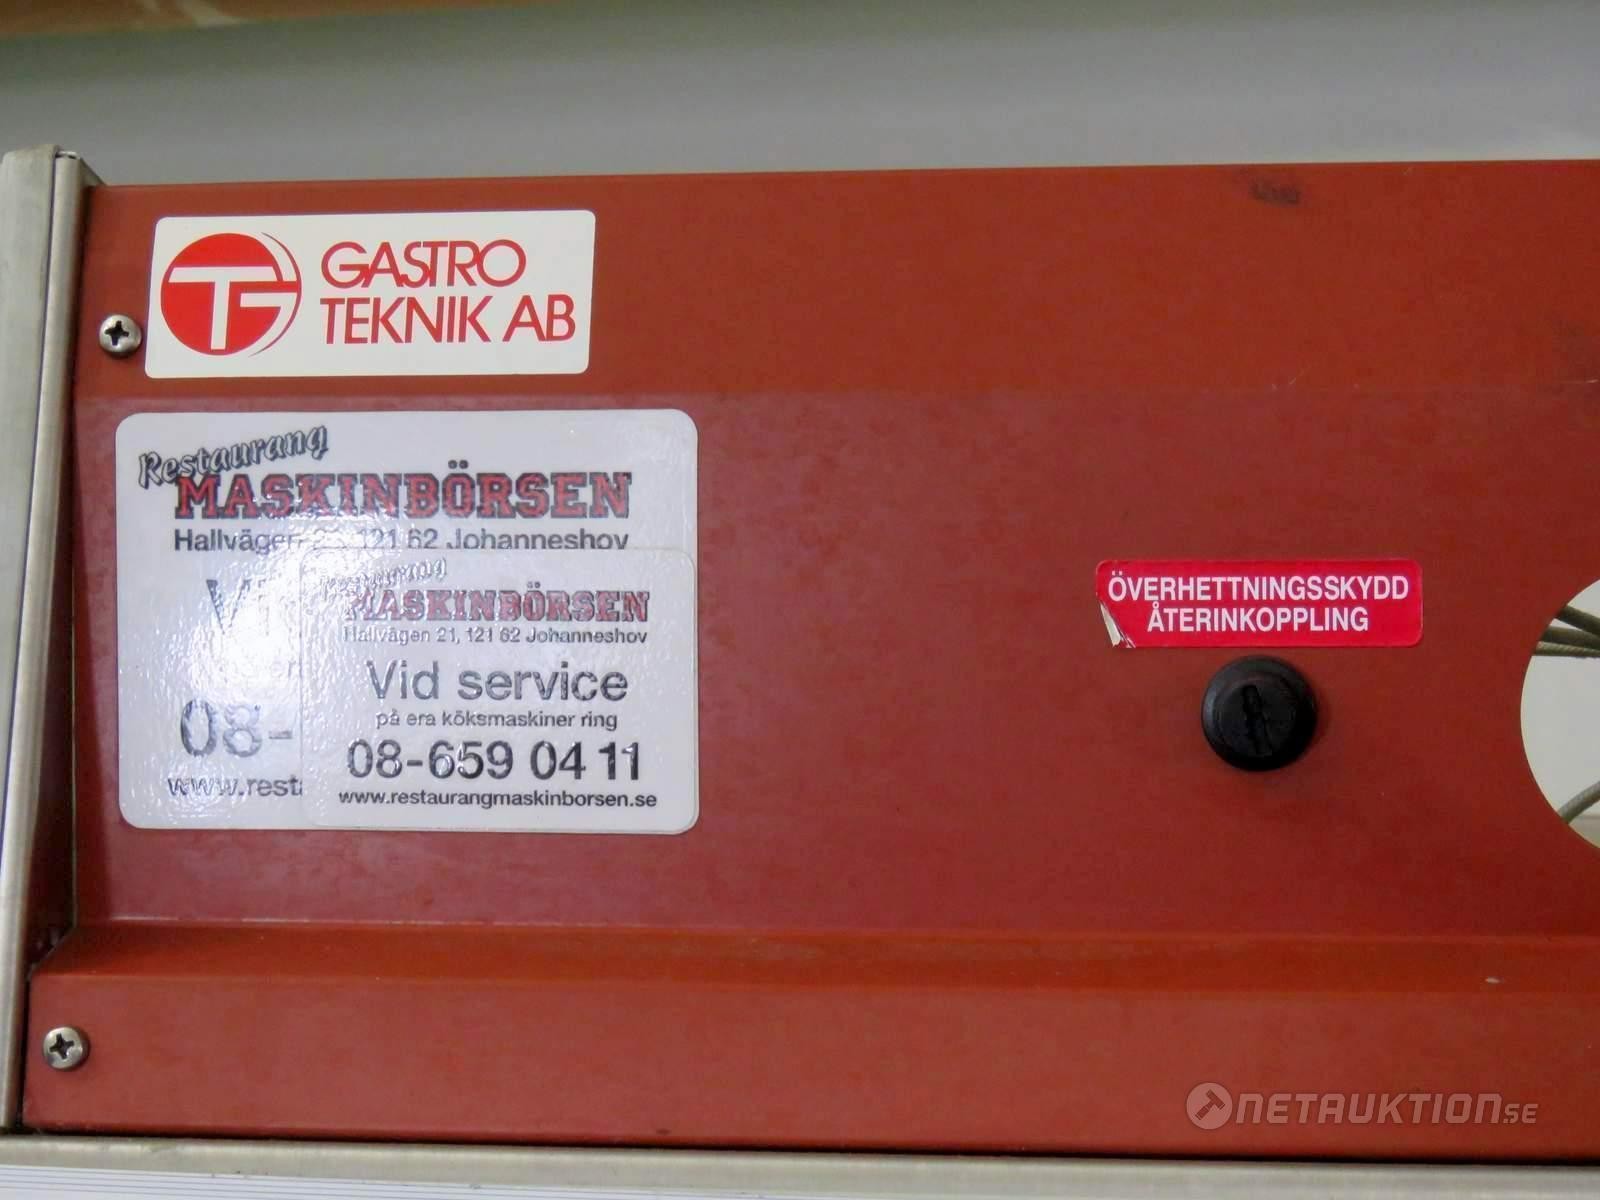 GASTRO
TEKNIK AB
Restaurang
MASKINBÖRSEN
Hallvägen 121 62 Johanneshov
08-
www.resta
Restaurang
MASKINBÖRSEN
Hallvägen 21, 121 62 Johanneshov
Vid service
på era köksmaskiner ring
08-659 04 11
www.restaurangmaskinborsen.se
ÖVERHETTNINGSSKYDD
ÅTERINKOPPLING
NETAUKTION.SE